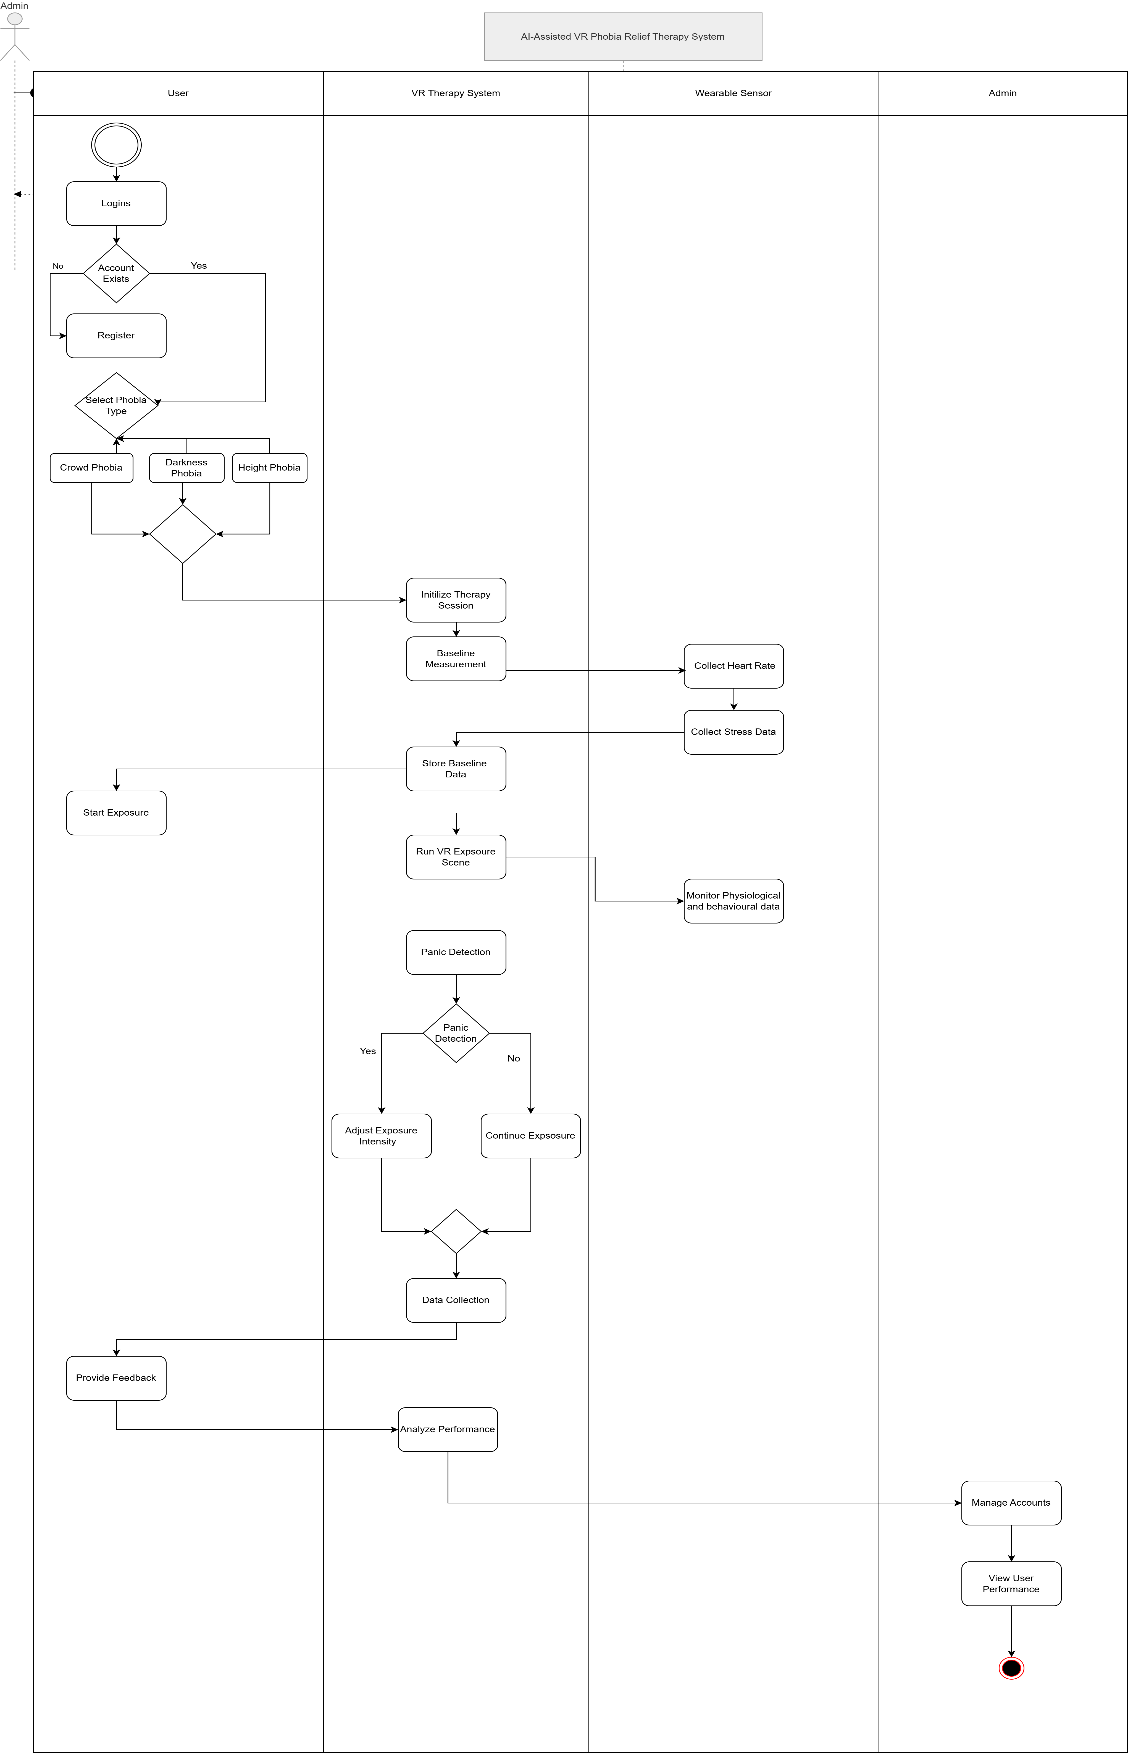 Admin
AI-Assisted VR Phobia Relief Therapy System
User
VR Therapy System
Wearable Sensor
Admin
Logins
Account
Exists
No
Yes
Register
Select Phobia
Type
Crowd Phobia
Darkness
Phobia
Height Phobia
Initilize Therapy
Session
Baseline
Measurement
Collect Heart Rate
Collect Stress Data
Store Baseline
Data
Start Exposure
Run VR Expsoure
Scene
Monitor Physiological
and behavioural data
Panic Detection
Panic
Detection
Yes
No
Adjust Exposure
Intensity
Continue Expsosure
Data Collection
Provide Feedback
Analyze Performance
Manage Accounts
View User
Performance